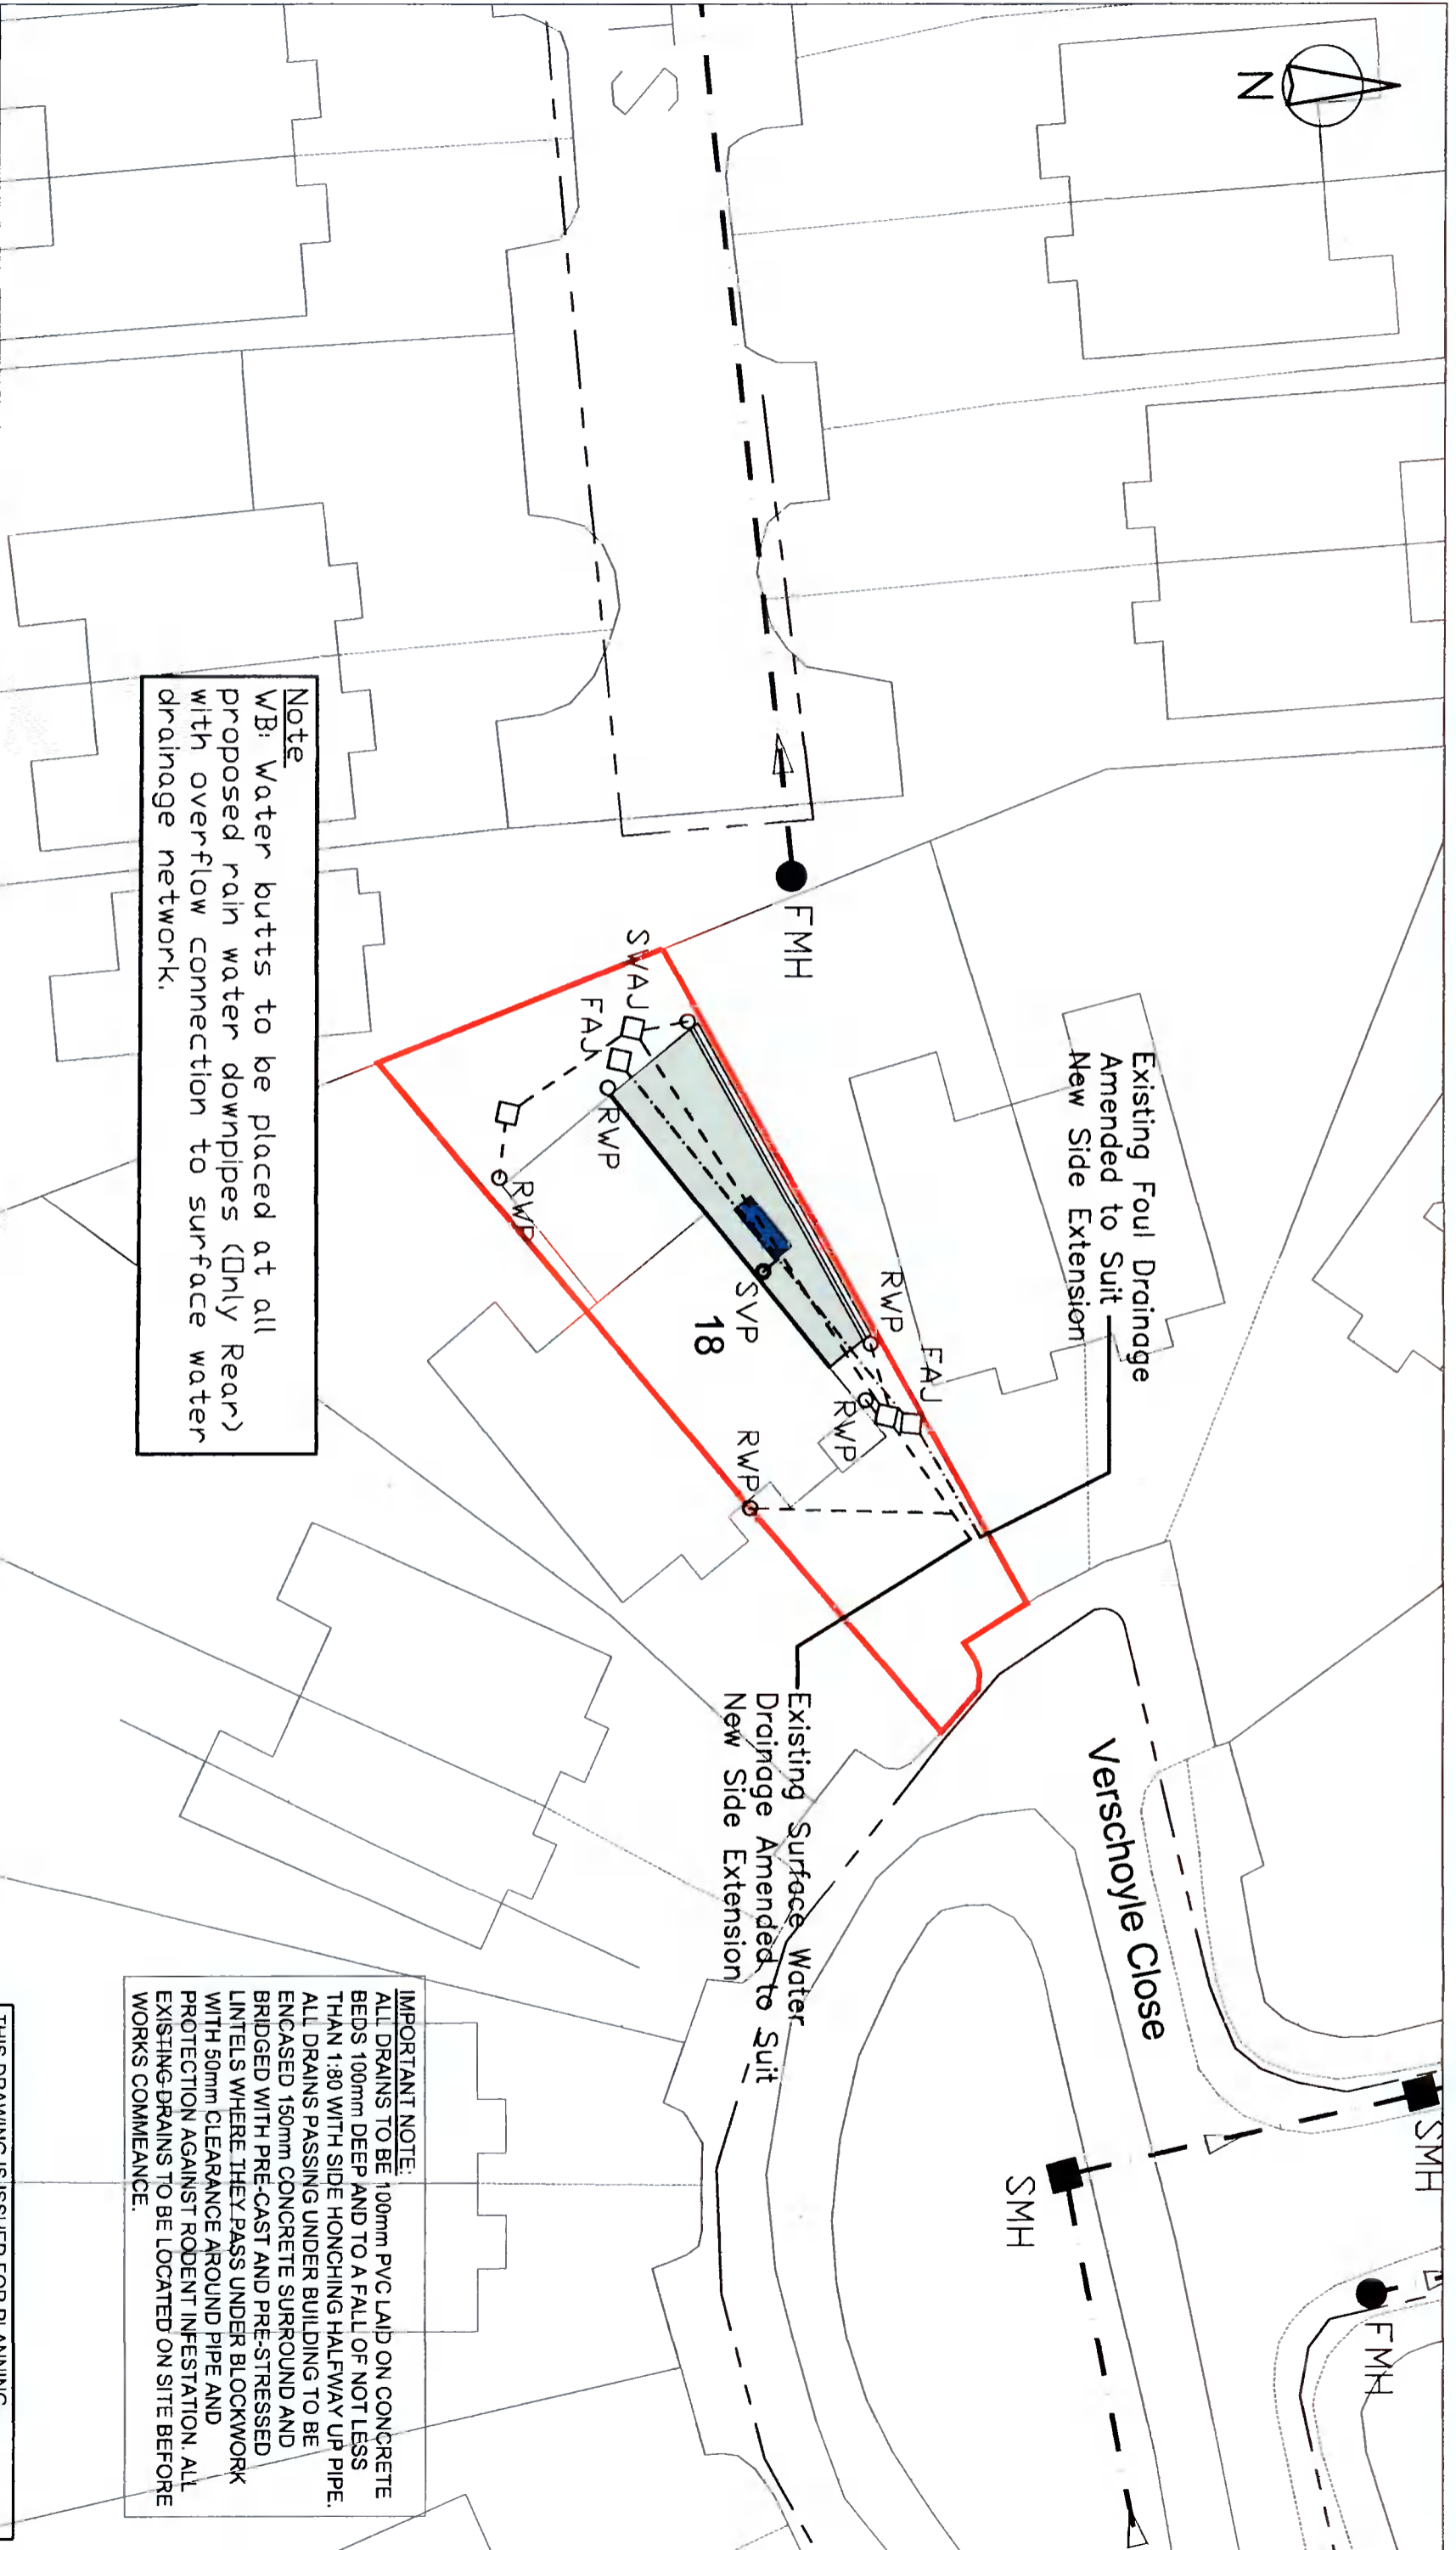 N
S
Existing Foul Drainage
Amended to Suit
New Side Extension
FMH
SWAJ
FAJ
RWP
RWP
SVP
18
RWP
FAJ
RWP
RWP
Verschoyle Close
SMH
SMH
FMH
Existing Surface Water
Drainage Amended to Suit
New Side Extension
Note
WB: Water butts to be placed at all
proposed rain water downpipes (Only Rear)
with overflow connection to surface water
drainage network.
IMPORTANT NOTE:
ALL DRAINS TO BE 100mm PVC LAID ON CONCRETE
BEDS 100mm DEEP AND TO A FALL OF NOT LESS
THAN 1:80 WITH SIDE HONCHING HALFWAY UP PIPE.
ALL DRAINS PASSING UNDER BUILDING TO BE
ENCASED 150mm CONCRETE SURROUND AND
BRIDGED WITH PRE-CAST AND PRE-STRESSED
LINTELS WHERE THEY PASS UNDER BLOCKWORK
WITH 50mm CLEARANCE AROUND PIPE AND
PROTECTION AGAINST RODENT INFESTATION. ALL
EXISTING DRAINS TO BE LOCATED ON SITE BEFORE
WORKS COMMEANCE.
THIS DRAWING IS ISSUED FOR PLANNING